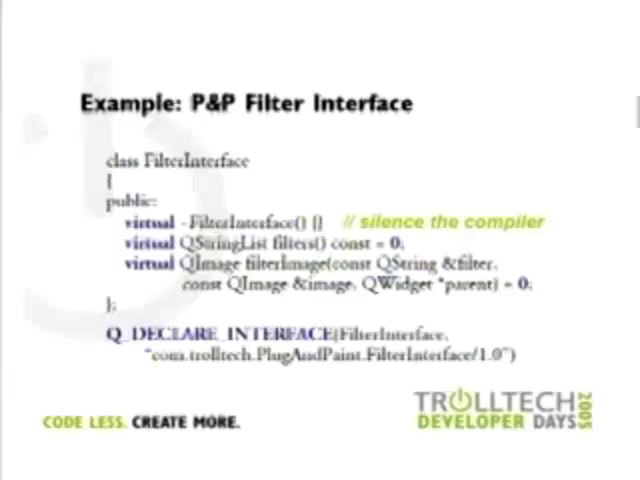 Example: P&P Filter Interface
class FilterInterface
{
public:
virtual ~FilterInterface() {} // silence the compiler
virtual QStringList filters() const = 0;
virtual QImage filterImage(const QString &filter,
const QImage &image, QWidget *parent) = 0;
};
Q_DECLARE_INTERFACE(FilterInterface,
"com.trolltech.PlugAndPaint.FilterInterface/1.0")
CODE LESS. CREATE MORE.
TROLLTECH
DEVELOPER DAYS 2005